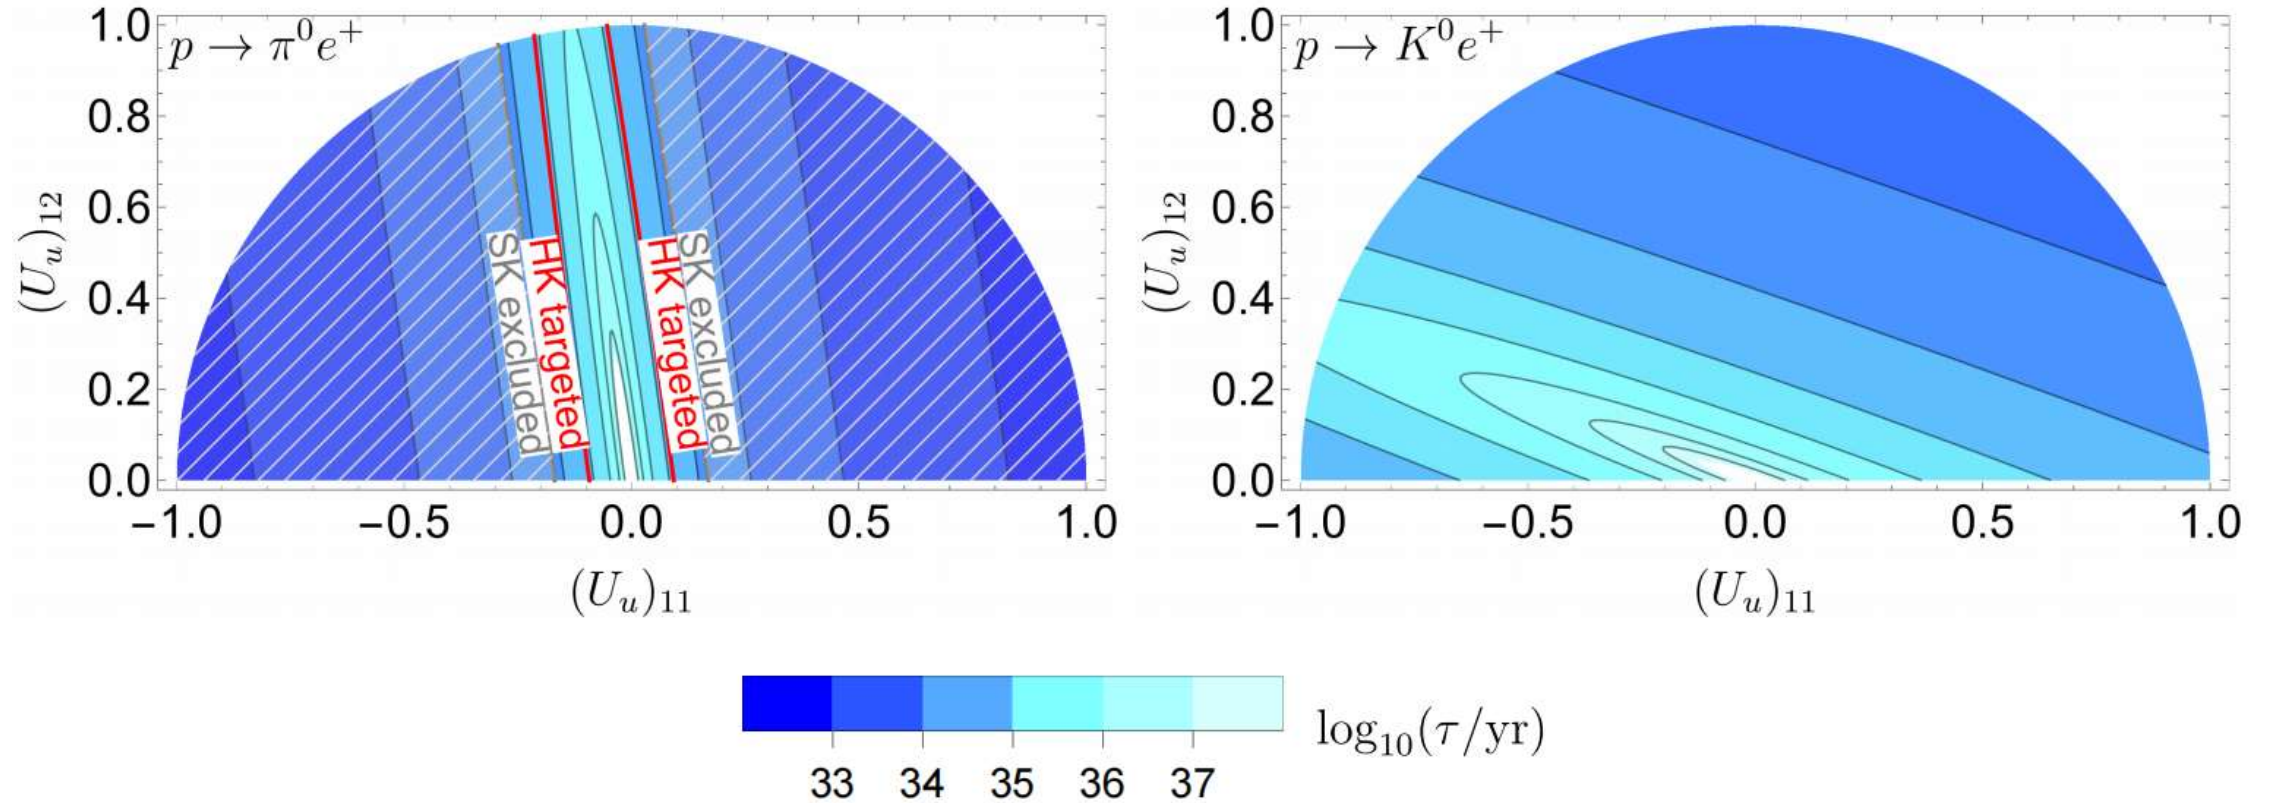 p → π⁰e⁺
1.0
0.8
0.6
0.4
0.2
0.0
(U_u)₁₂
SK excluded
HK targeted
HK targeted
SK excluded
−1.0 −0.5 0.0 0.5 1.0
(U_u)₁₁
p → K⁰e⁺
1.0
0.8
0.6
0.4
0.2
0.0
(U_u)₁₂
−1.0 −0.5 0.0 0.5 1.0
(U_u)₁₁
33 34 35 36 37
log₁₀(τ/yr)